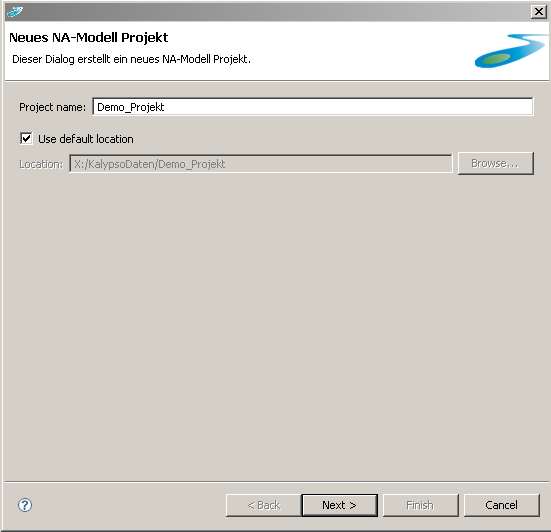 Neues NA-Modell Projekt
Dieser Dialog erstellt ein neues NA-Modell Projekt.
Project name: Demo_Projekt
Use default location
Location: X:/KalypsoDaten/Demo_Projekt Browse...
? < Back Next > Finish Cancel